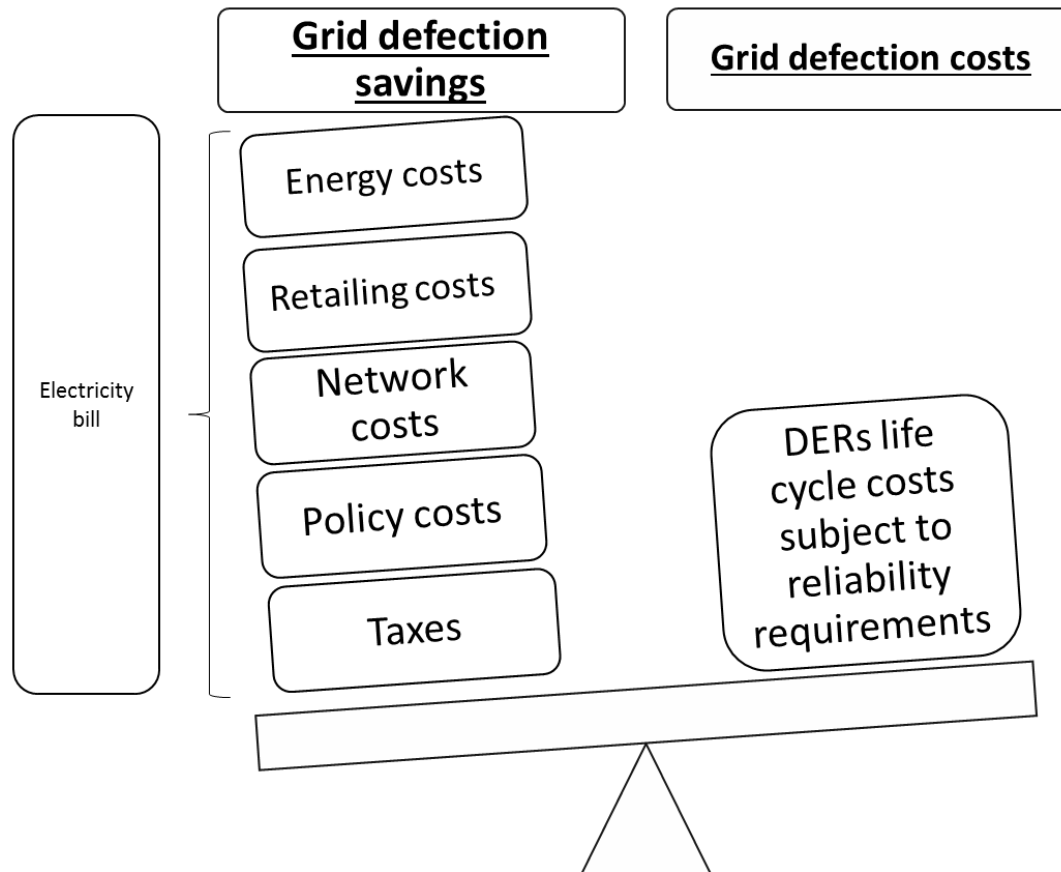 Grid defection
savings
Grid defection costs
Electricity
bill
Energy costs
Retailing costs
Network
costs
Policy costs
Taxes
DERs life
cycle costs
subject to
reliability
requirements